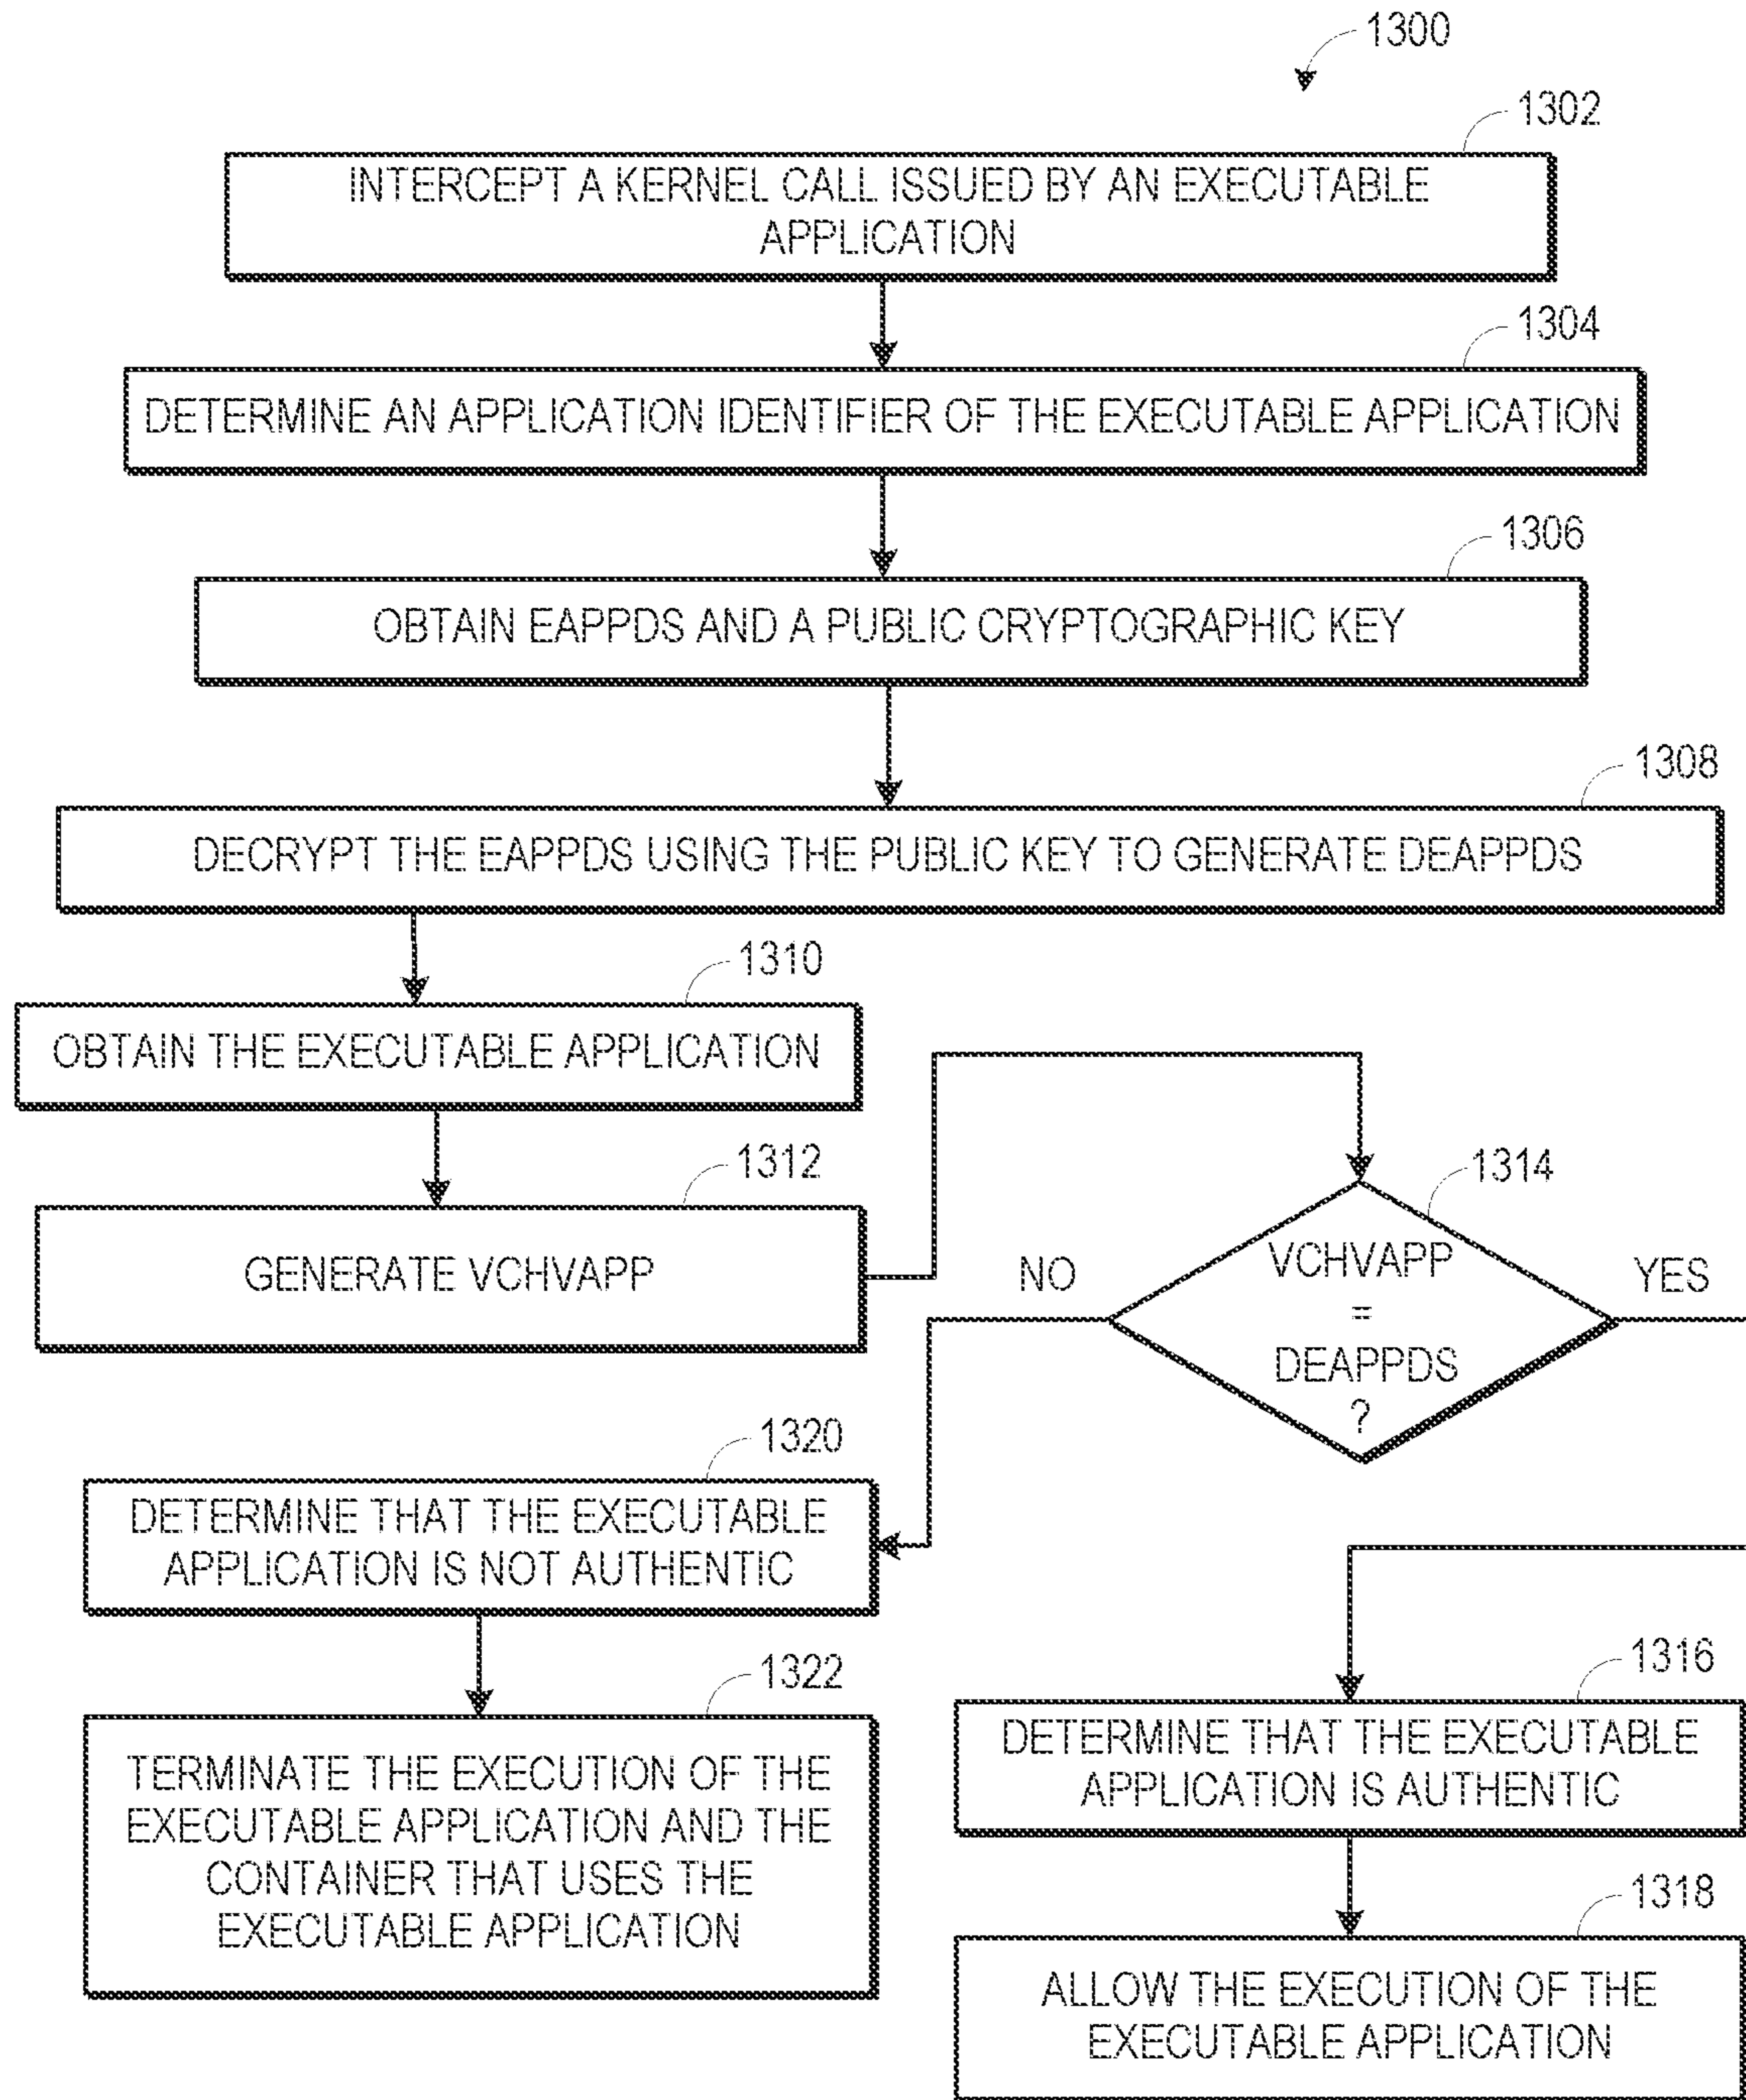 1300
1302
INTERCEPT A KERNEL CALL ISSUED BY AN EXECUTABLE
APPLICATION
1304
DETERMINE AN APPLICATION IDENTIFIER OF THE EXECUTABLE APPLICATION
1306
OBTAIN EAPPDS AND A PUBLIC CRYPTOGRAPHIC KEY
1308
DECRYPT THE EAPPDS USING THE PUBLIC KEY TO GENERATE DEAPPDS
1310
OBTAIN THE EXECUTABLE APPLICATION
1312
GENERATE VCHVAPP
1314
NO
VCHVAPP
=
DEAPPDS
?
YES
1320
DETERMINE THAT THE EXECUTABLE
APPLICATION IS NOT AUTHENTIC
1322
TERMINATE THE EXECUTION OF THE
EXECUTABLE APPLICATION AND THE
CONTAINER THAT USES THE
EXECUTABLE APPLICATION
1316
DETERMINE THAT THE EXECUTABLE
APPLICATION IS AUTHENTIC
1318
ALLOW THE EXECUTION OF THE
EXECUTABLE APPLICATION